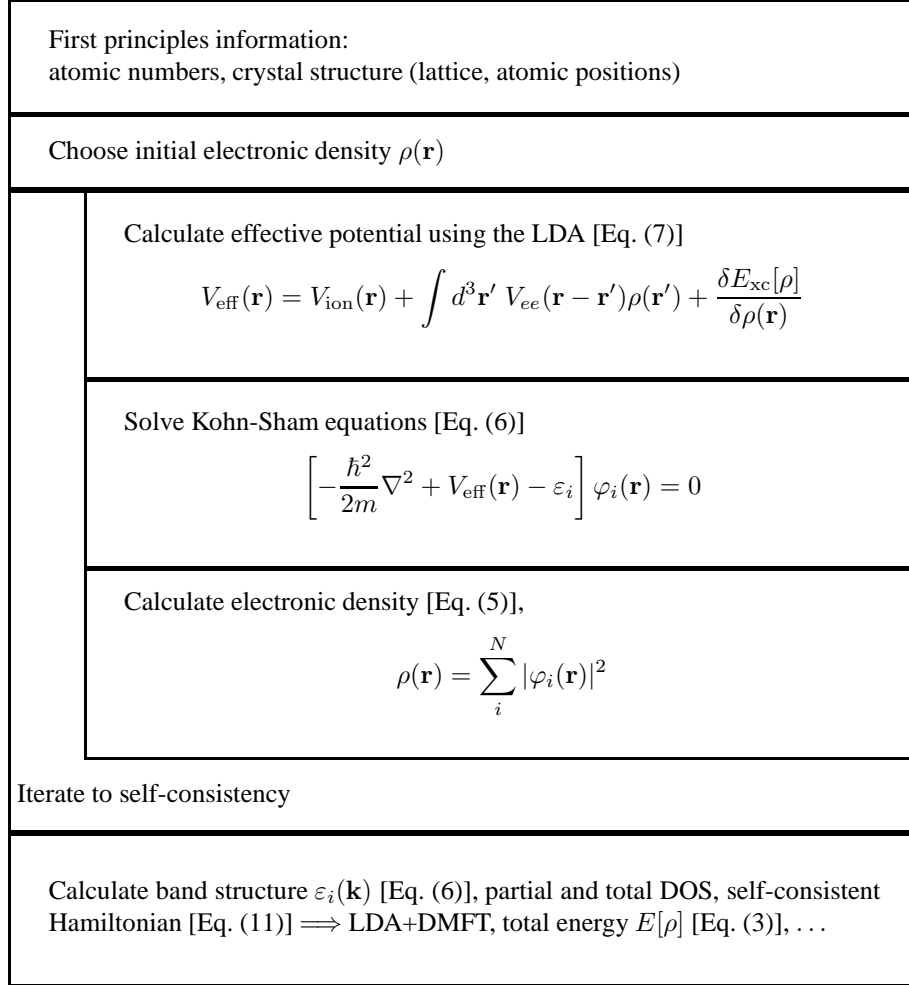 First principles information:
atomic numbers, crystal structure (lattice, atomic positions)
Choose initial electronic density ρ(𝐫)
Calculate effective potential using the LDA [Eq. (7)]
V_eff(𝐫) = V_ion(𝐫) + ∫ d³𝐫′ V_ee(𝐫 − 𝐫′)ρ(𝐫′) + δE_xc[ρ]/δρ(𝐫)
Solve Kohn-Sham equations [Eq. (6)]
[−ħ²/2m ∇² + V_eff(𝐫) − ε_i] φ_i(𝐫) = 0
Calculate electronic density [Eq. (5)],
ρ(𝐫) = ∑_i^N |φ_i(𝐫)|²
Iterate to self-consistency
Calculate band structure ε_i(𝐤) [Eq. (6)], partial and total DOS, self-consistent
Hamiltonian [Eq. (11)] ⟹ LDA+DMFT, total energy E[ρ] [Eq. (3)], …